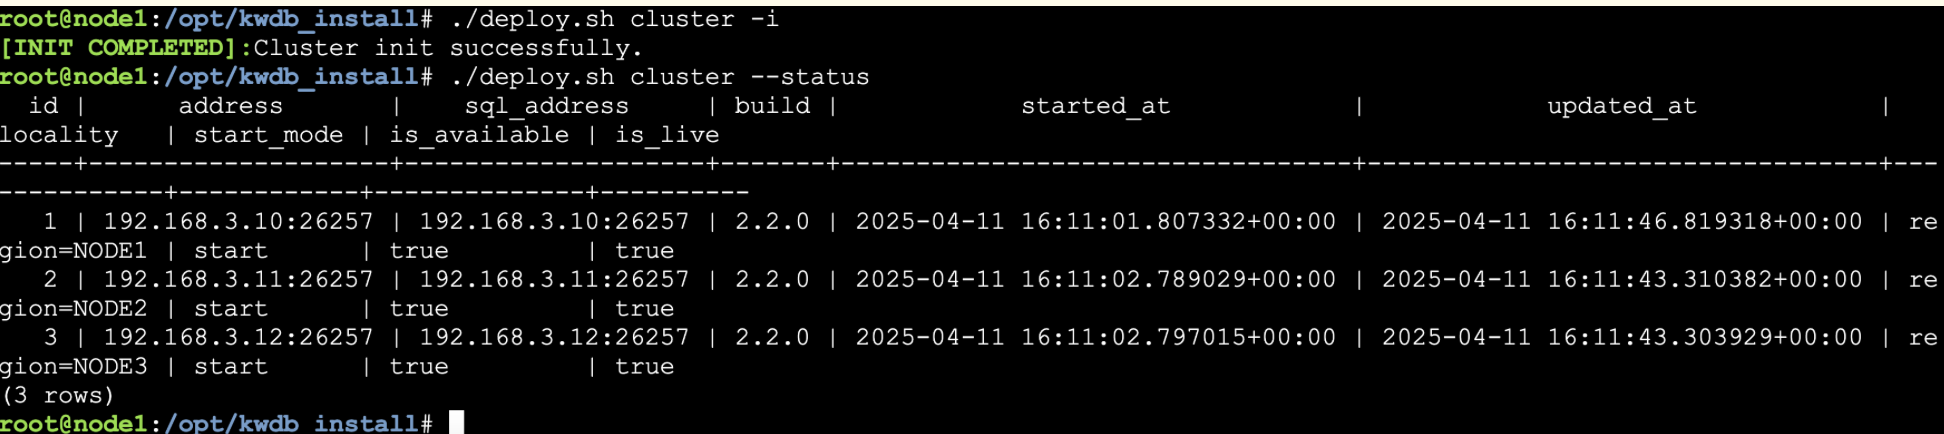 root@node1:/opt/kwdb_install# ./deploy.sh cluster -i
[INIT COMPLETED]:Cluster init successfully.
root@node1:/opt/kwdb_install# ./deploy.sh cluster --status
  id |      address       |    sql_address     | build |            started_at            |            updated_at            |
locality   | start_mode | is_available | is_live
-----+--------------------+--------------------+-------+----------------------------------+----------------------------------+---
-----------+------------+--------------+----------
   1 | 192.168.3.10:26257 | 192.168.3.10:26257 | 2.2.0 | 2025-04-11 16:11:01.807332+00:00 | 2025-04-11 16:11:46.819318+00:00 | re
gion=NODE1 | start      | true         | true
   2 | 192.168.3.11:26257 | 192.168.3.11:26257 | 2.2.0 | 2025-04-11 16:11:02.789029+00:00 | 2025-04-11 16:11:43.310382+00:00 | re
gion=NODE2 | start      | true         | true
   3 | 192.168.3.12:26257 | 192.168.3.12:26257 | 2.2.0 | 2025-04-11 16:11:02.797015+00:00 | 2025-04-11 16:11:43.303929+00:00 | re
gion=NODE3 | start      | true         | true
(3 rows)
root@node1:/opt/kwdb_install#